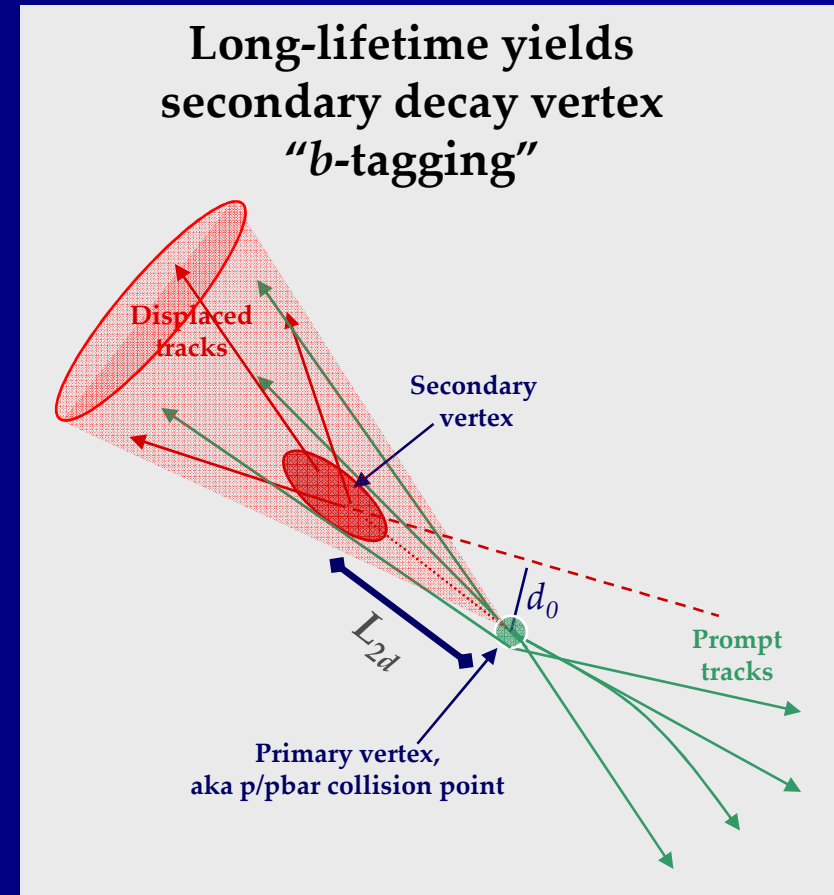 Long-lifetime yields
secondary decay vertex
“b-tagging”
Displaced
tracks
Secondary
vertex
d0
L2d
Prompt
tracks
Primary vertex,
aka p/pbar collision point